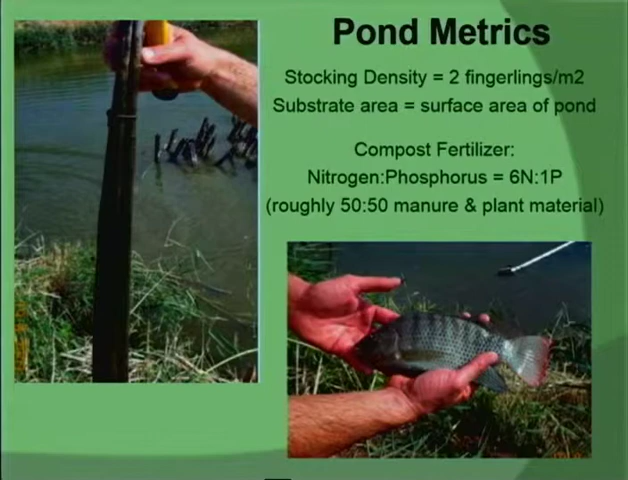 Pond Metrics
Stocking Density = 2 fingerlings/m2
Substrate area = surface area of pond
Compost Fertilizer:
Nitrogen:Phosphorus = 6N:1P
(roughly 50:50 manure & plant material)